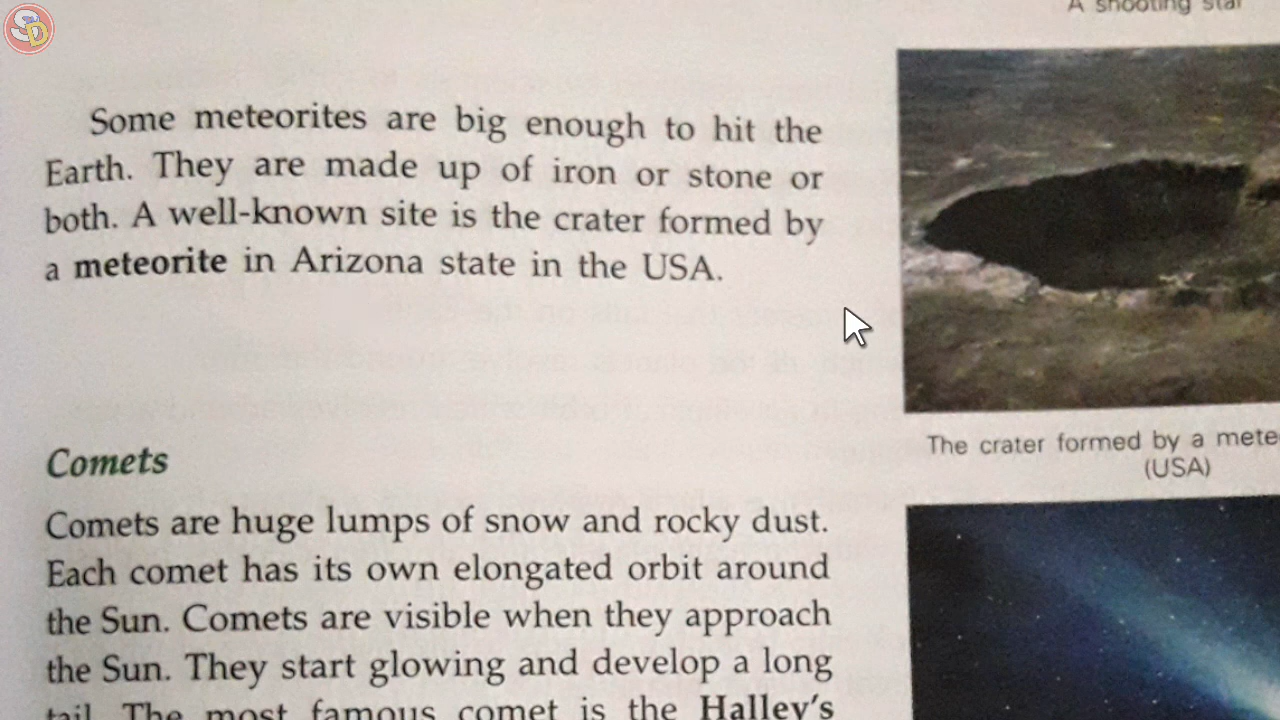 SD
A shooting star
Some meteorites are big enough to hit the
Earth. They are made up of iron or stone or
both. A well-known site is the crater formed by
a meteorite in Arizona state in the USA.
The crater formed by a mete
(USA)
Comets
Comets are huge lumps of snow and rocky dust.
Each comet has its own elongated orbit around
the Sun. Comets are visible when they approach
the Sun. They start glowing and develop a long
tail. The most famous comet is the Halley's